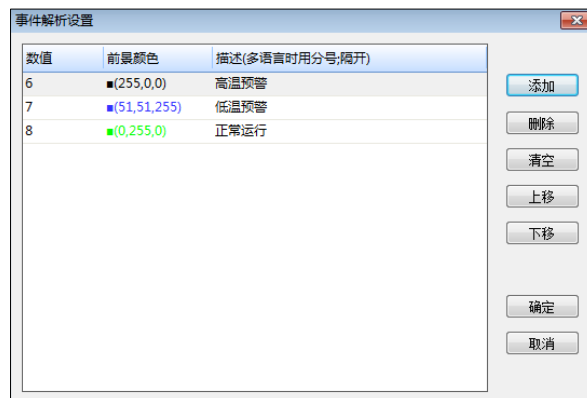 事件解析设置
数值 前景颜色 描述(多语言时用分号;隔开)
6 ■(255,0,0) 高温预警
7 ■(51,51,255) 低温预警
8 ■(0,255,0) 正常运行
添加
删除
清空
上移
下移
确定
取消